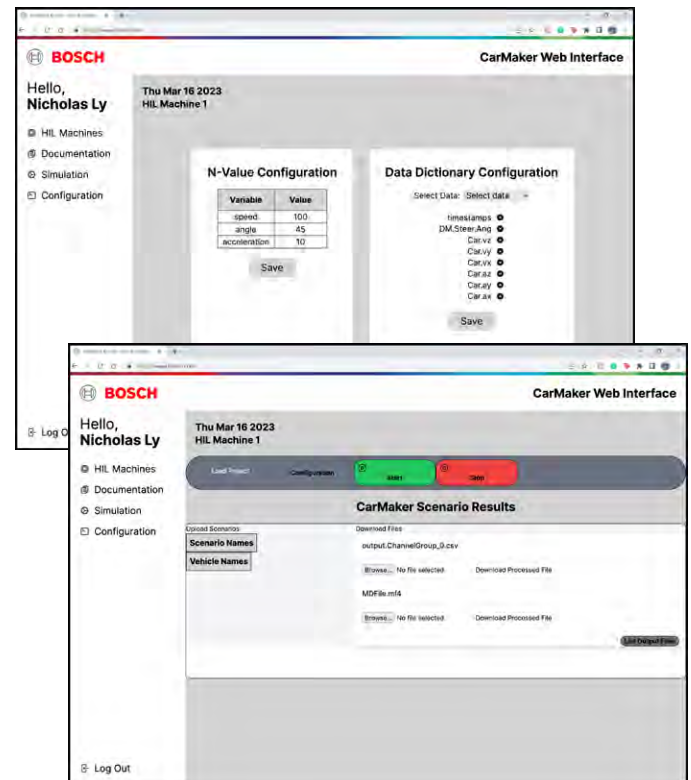 BOSCH
CarMaker Web Interface
Hello,
Nicholas Ly
Thu Mar 16 2023
HIL Machine 1
HIL Machines
Documentation
Simulation
Configuration
N-Value Configuration
Variable Value
speed 100
angle 45
acceleration 10
Save
Data Dictionary Configuration
Select Data: Select data
timestamps
DM.Steer.Ang
Car.vz
Car.vy
Car.vx
Car.az
Car.ay
Car.ax
Save
Log O
BOSCH
CarMaker Web Interface
Hello,
Nicholas Ly
Thu Mar 16 2023
HIL Machine 1
HIL Machines
Documentation
Simulation
Configuration
Load Project Configuration Start Stop
CarMaker Scenario Results
Upload Scenarios
Scenario Names
Vehicle Names
Download Files
output.ChannelGroup_0.csv
Browse... No file selected. Download Processed File
MDFile.mf4
Browse... No file selected. Download Processed File
List Output Files
Log Out